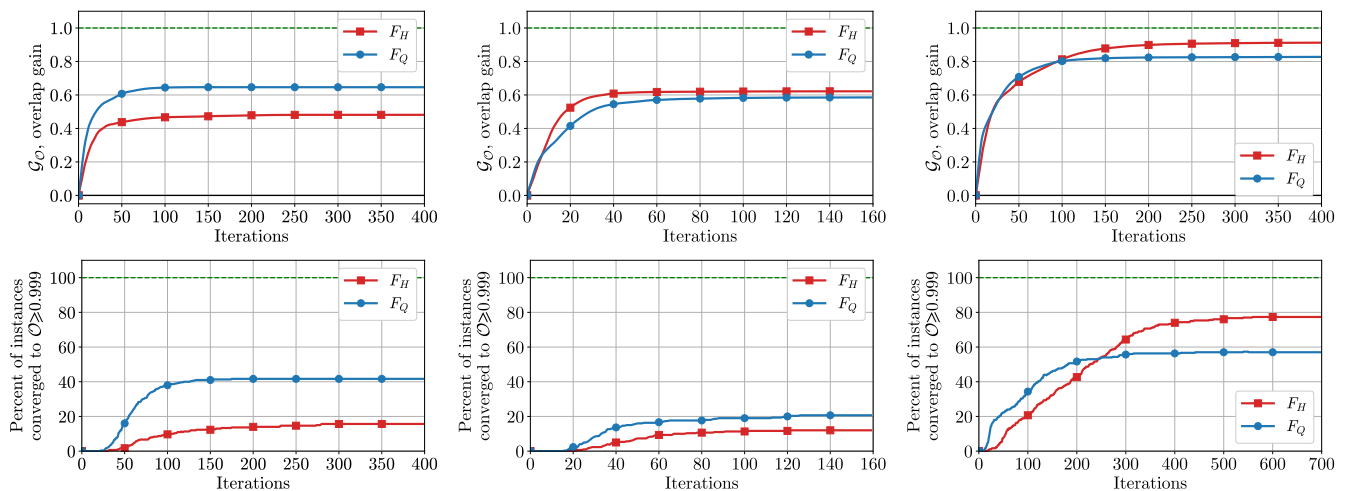 𝒢_𝒪, overlap gain
1.0
0.8
0.6
0.4
0.2
0.0
F_H
F_Q
0 50 100 150 200 250 300 350 400
Iterations
𝒢_𝒪, overlap gain
1.0
0.8
0.6
0.4
0.2
0.0
F_H
F_Q
0 20 40 60 80 100 120 140 160
Iterations
𝒢_𝒪, overlap gain
1.0
0.8
0.6
0.4
0.2
0.0
F_H
F_Q
0 50 100 150 200 250 300 350 400
Iterations
Percent of instances
converged to 𝒪⩾0.999
100
80
60
40
20
0
F_H
F_Q
0 50 100 150 200 250 300 350 400
Iterations
Percent of instances
converged to 𝒪⩾0.999
100
80
60
40
20
0
F_H
F_Q
0 20 40 60 80 100 120 140 160
Iterations
Percent of instances
converged to 𝒪⩾0.999
100
80
60
40
20
0
F_H
F_Q
0 100 200 300 400 500 600 700
Iterations